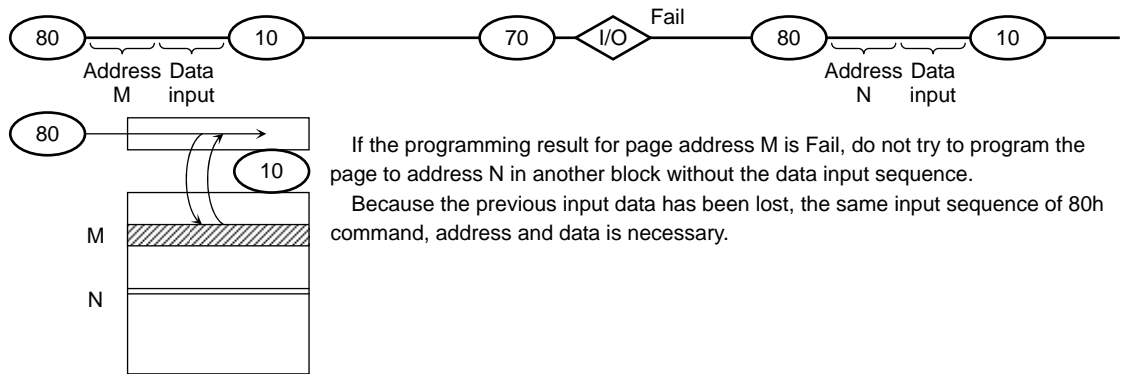 Fail
80 10 70 I/O 80 10
Address Data Address Data
M input N input
80
If the programming result for page address M is Fail, do not try to program the
10
page to address N in another block without the data input sequence.
Because the previous input data has been lost, the same input sequence of 80h
command, address and data is necessary.
M
N